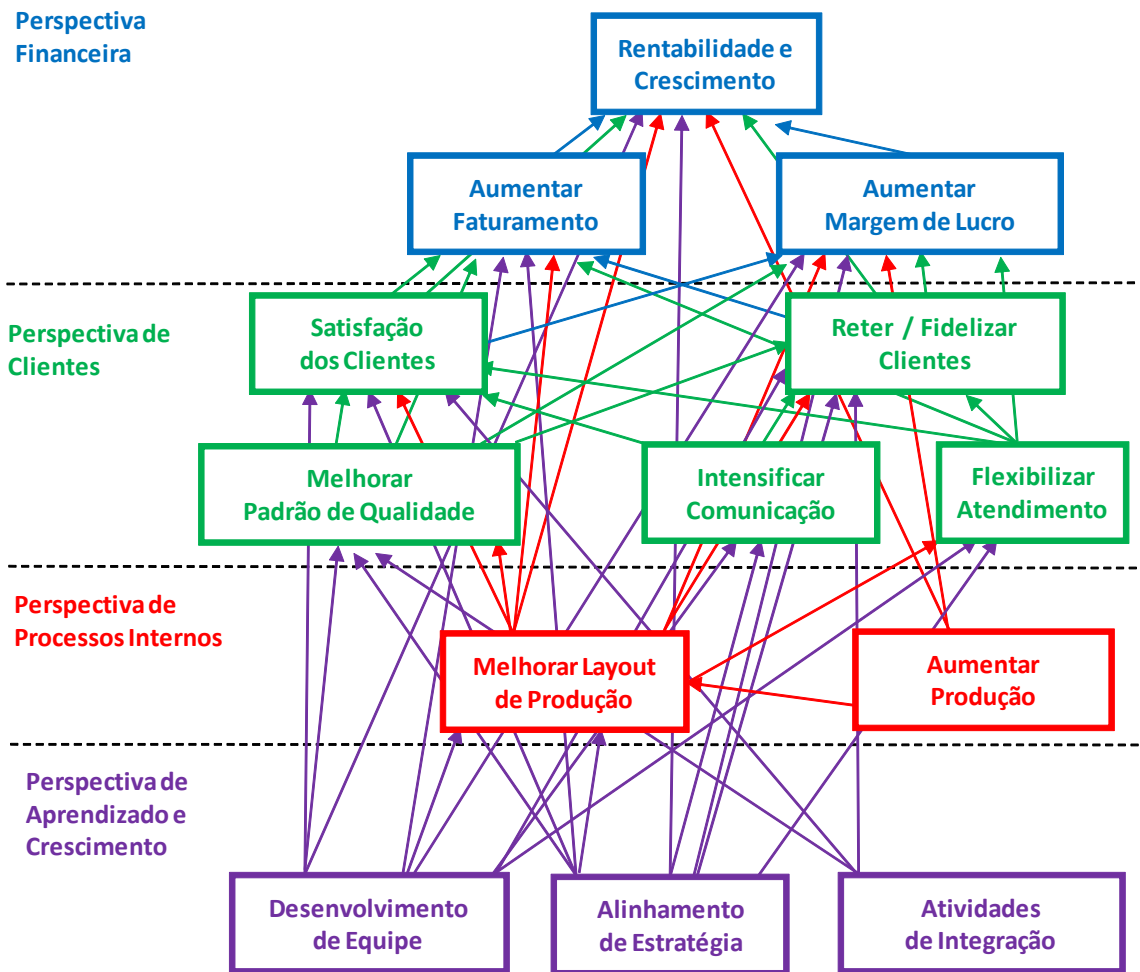 Perspectiva
Financeira
Rentabilidade e
Crescimento
Aumentar
Faturamento
Aumentar
Margem de Lucro
Perspectiva de
Clientes
Satisfação
dos Clientes
Reter / Fidelizar
Clientes
Melhorar
Padrão de Qualidade
Intensificar
Comunicação
Flexibilizar
Atendimento
Perspectiva de
Processos Internos
Melhorar Layout
de Produção
Aumentar
Produção
Perspectiva de
Aprendizado e
Crescimento
Desenvolvimento
de Equipe
Alinhamento
de Estratégia
Atividades
de Integração